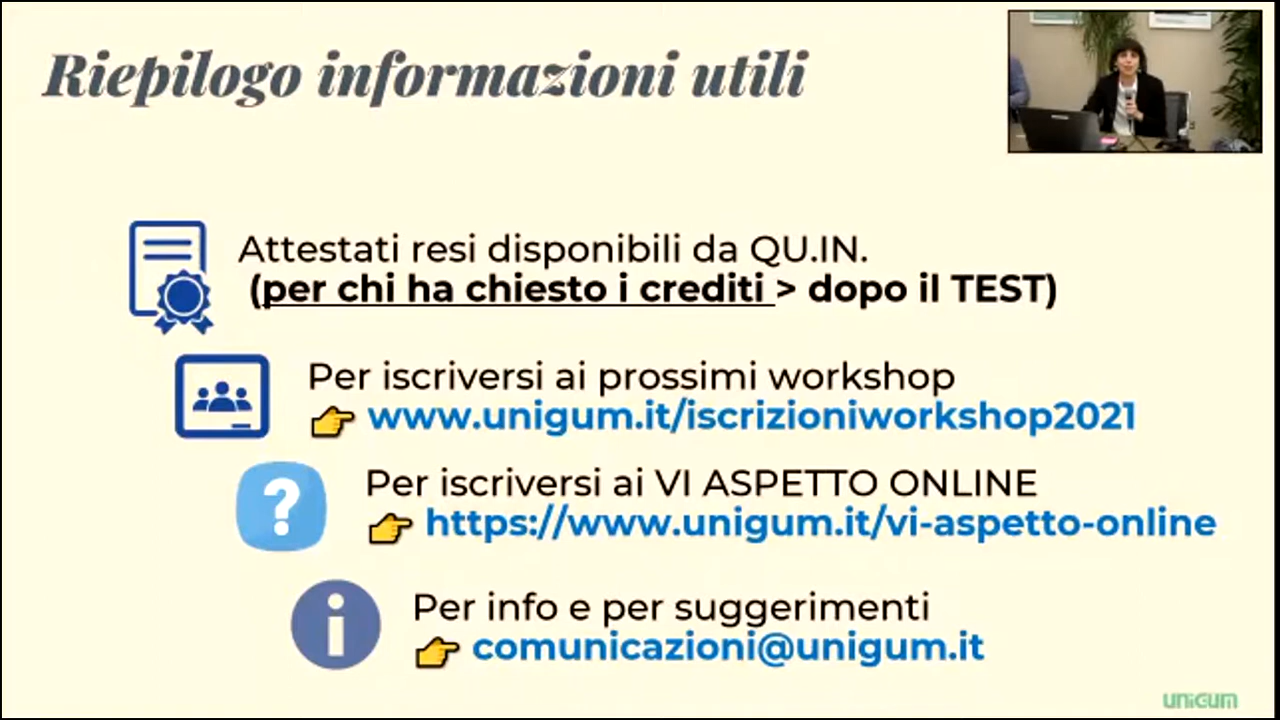 Riepilogo informazioni utili
Attestati resi disponibili da QU.IN.
(per chi ha chiesto i crediti > dopo il TEST)
Per iscriversi ai prossimi workshop
👉 www.unigum.it/iscrizioniworkshop2021
Per iscriversi ai VI ASPETTO ONLINE
👉 https://www.unigum.it/vi-aspetto-online
Per info e per suggerimenti
👉 comunicazioni@unigum.it
UNIGUM